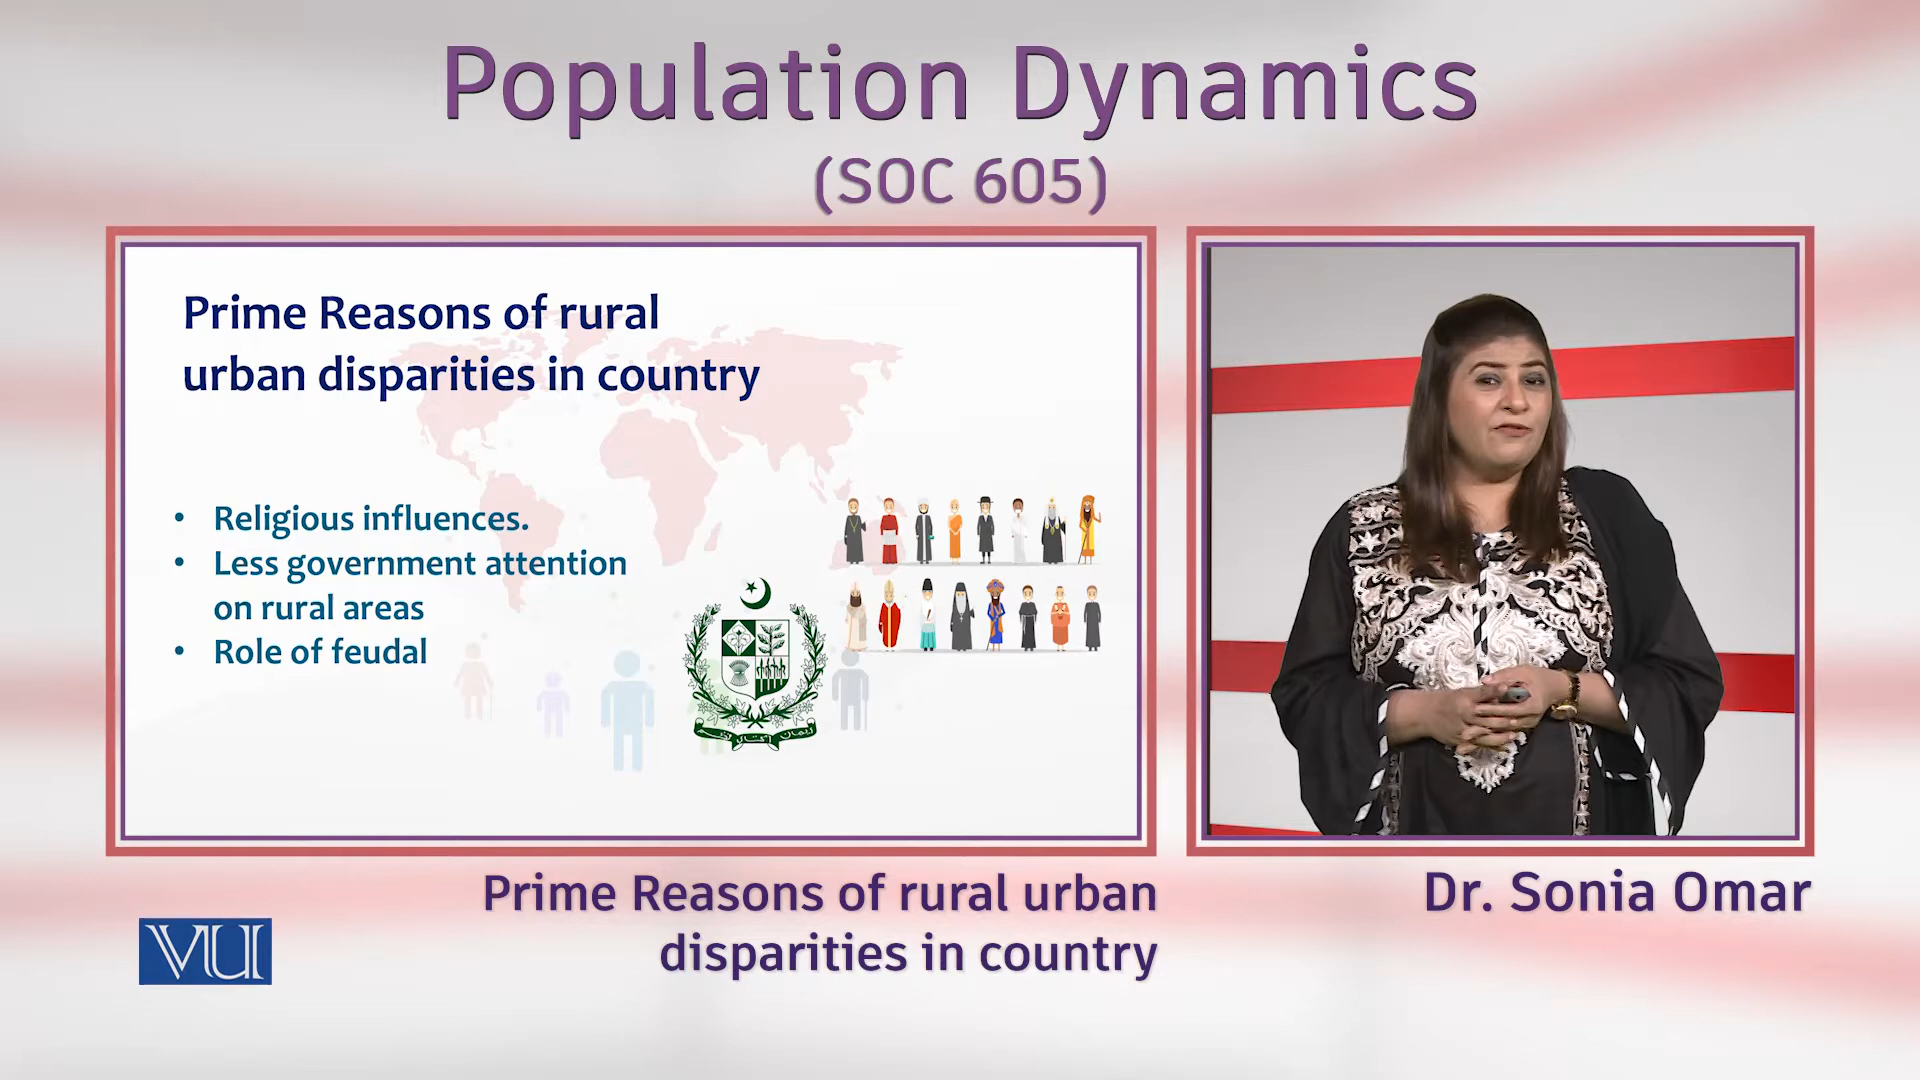 Population Dynamics
(SOC 605)
Prime Reasons of rural
urban disparities in country
• Religious influences.
• Less government attention
on rural areas
• Role of feudal
Prime Reasons of rural urban
disparities in country
Dr. Sonia Omar
VU